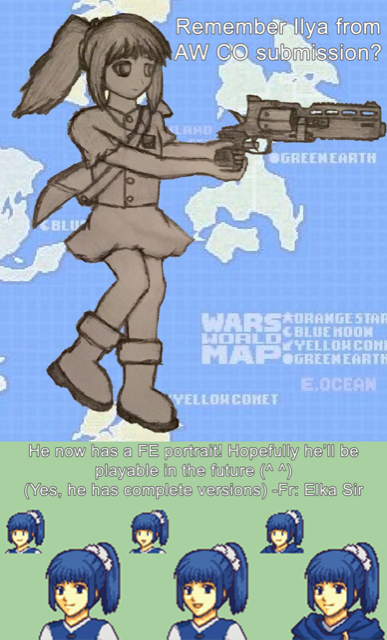 Remember Ilya from
AW CO submission?
LAND
GREEN EARTH
BLU
WARS
WORLD
MAP
ORANGE STAR
BLUE MOON
YELLOW COME
GREEN EARTH
E.OCEAN
YELLOW COMET
He now has a FE portrait! Hopefully he'll be
playable in the future (^ ^)
(Yes, he has complete versions) -Fr: Elka Sir